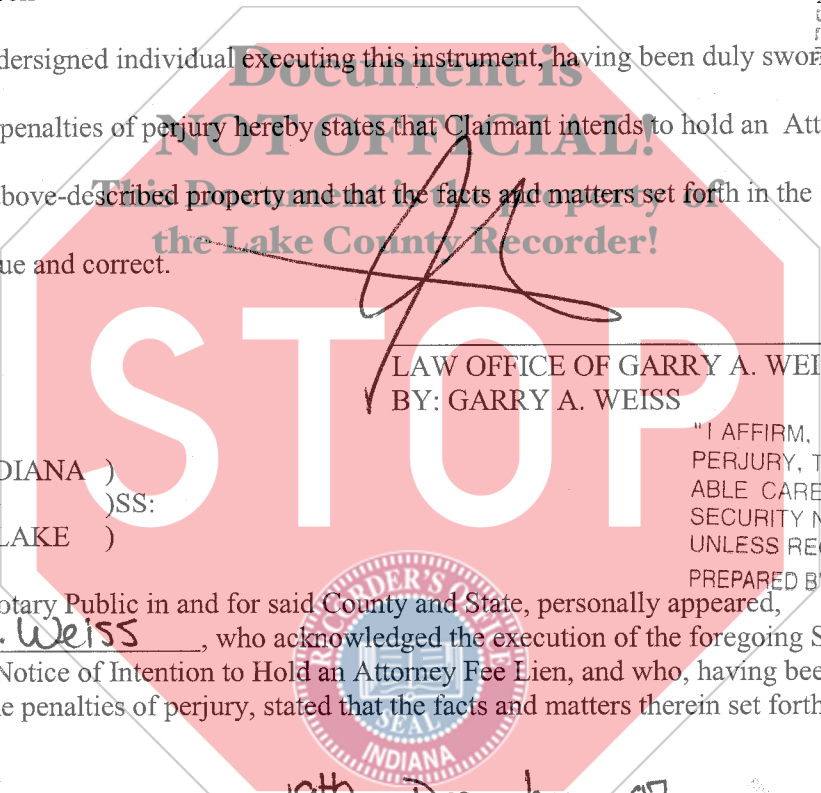 dersigned individual executing this instrument, having been duly swor
Document is
penalties of perjury hereby states that Claimant intends to hold an Att
NOT OFFICIAL!
bove-described property and that the facts and matters set forth in the
This Document is the property of
the Lake County Recorder!
ue and correct.
STOP
LAW OFFICE OF GARRY A. WEI
BY: GARRY A. WEISS
"I AFFIRM,
PERJURY, T
ABLE CARE
SECURITY N
UNLESS RE
PREPARED B
DIANA )
)SS:
LAKE )
otary Public in and for said County and State, personally appeared,
. Weiss , who acknowledged the execution of the foregoing S
Notice of Intention to Hold an Attorney Fee Lien, and who, having bee
e penalties of perjury, stated that the facts and matters therein set forth
RECORDER'S OFFICE
SEAL
INDIANA